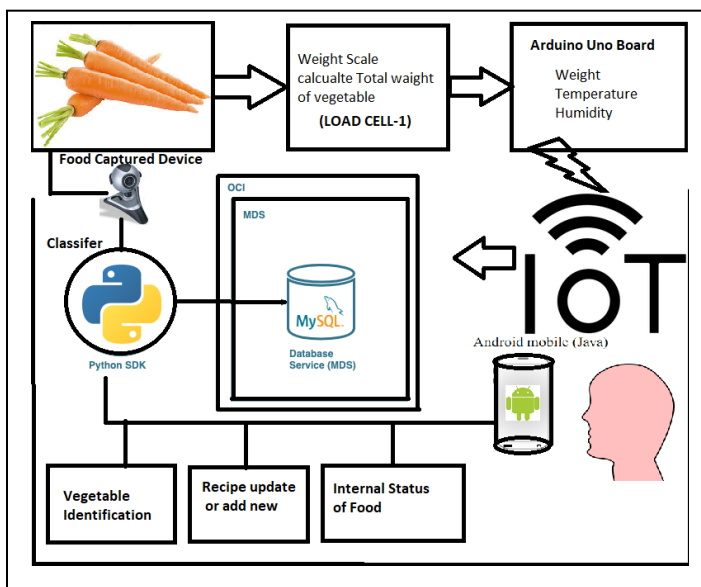 Weight Scale
calcualte Total waight
of vegetable
(LOAD CELL-1)
Arduino Uno Board
Weight
Temperature
Humidity
Food Captured Device
OCI
MDS
Classifer
IoT
MySQL
Database
Service (MDS)
Python SDK
Android mobile (Java)
Vegetable
Identification
Recipe update
or add new
Internal Status
of Food